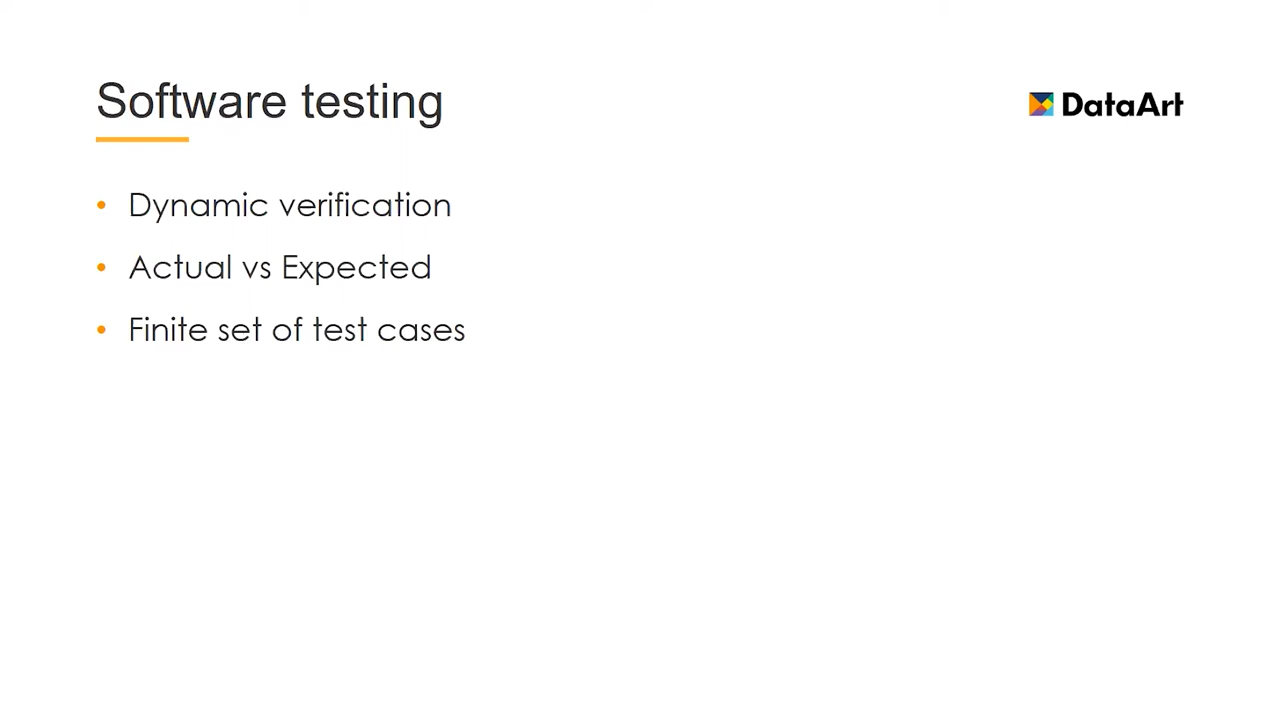 Software testing
DataArt
Dynamic verification
Actual vs Expected
Finite set of test cases